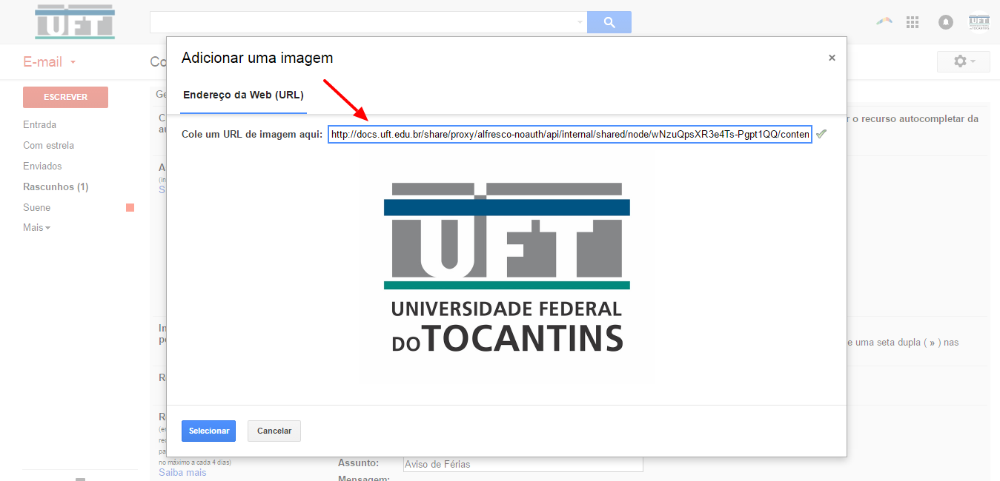 UFT
UFT
TOCANTINS
E-mail
Co
Adicionar uma imagem
×
ESCREVER
Ge
Endereço da Web (URL)
Entrada
C
r o recurso autocompletar da
au
Cole um URL de imagem aqui:
http://docs.uft.edu.br/share/proxy/alfresco-noauth/api/internal/shared/node/wNzuQpsXR3e4Ts-Pgpt1QQ/conten
Com estrela
Enviados
A
(in
Rascunhos (1)
S
Suene
Mais
UFT
UNIVERSIDADE FEDERAL
DO TOCANTINS
In
po
e uma seta dupla ( » ) nas
R
R
(en
rec
pa
Selecionar
Cancelar
no máximo a cada 4 dias)
Saiba mais
Assunto:
Aviso de Férias
Mensagem: